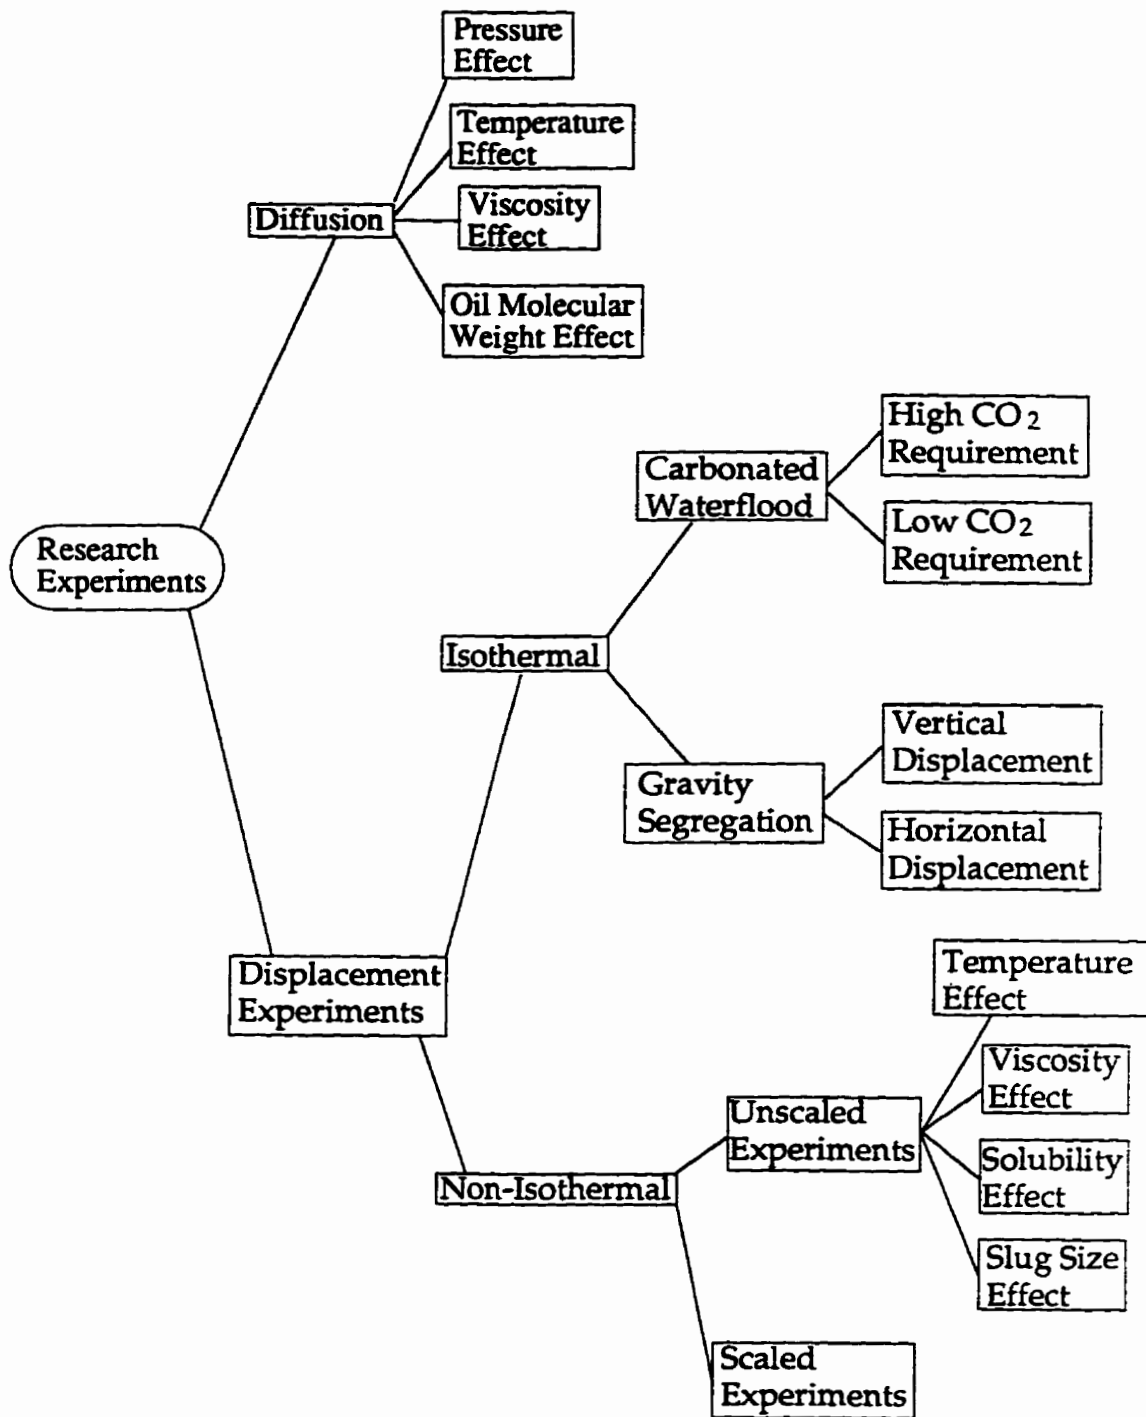 Pressure
Effect
Temperature
Effect
Diffusion
Viscosity
Effect
Oil Molecular
Weight Effect
High CO2
Requirement
Carbonated
Waterflood
Low CO2
Requirement
Research
Experiments
Isothermal
Vertical
Displacement
Gravity
Segregation
Horizontal
Displacement
Displacement
Experiments
Temperature
Effect
Viscosity
Effect
Unscaled
Experiments
Solubility
Effect
Non-Isothermal
Slug Size
Effect
Scaled
Experiments